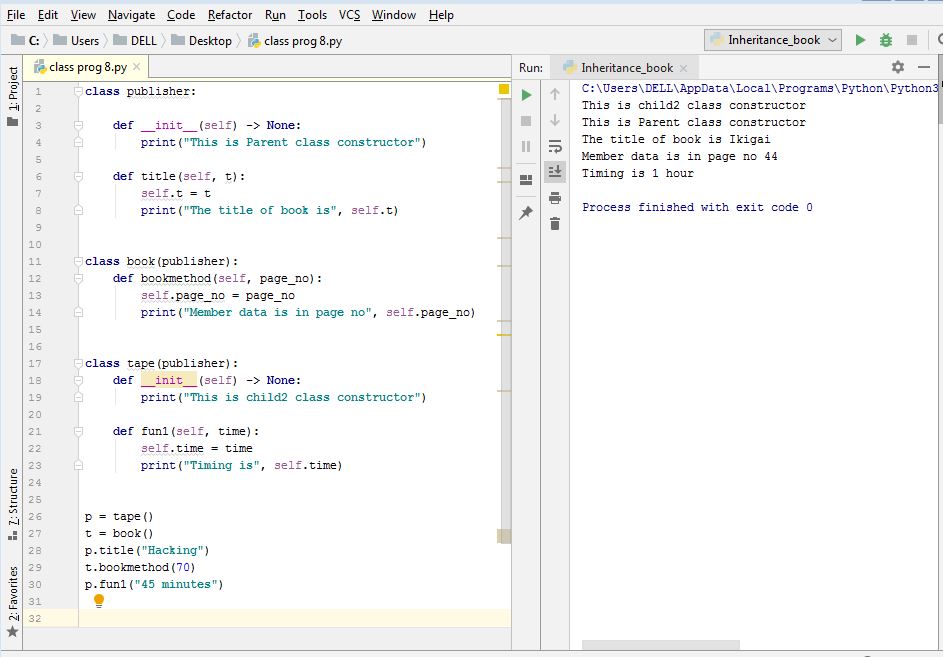 File Edit View Navigate Code Refactor Run Tools VCS Window Help
C: Users DELL Desktop class prog 8.py Inheritance_book
1: Project
class prog 8.py
1 class publisher:
2
3 def __init__(self) -> None:
4 print("This is Parent class constructor")
5
6 def title(self, t):
7 self.t = t
8 print("The title of book is", self.t)
9
10
11 class book(publisher):
12 def bookmethod(self, page_no):
13 self.page_no = page_no
14 print("Member data is in page no", self.page_no)
15
16
17 class tape(publisher):
18 def __init__(self) -> None:
19 print("This is child2 class constructor")
20
21 def fun1(self, time):
22 self.time = time
23 print("Timing is", self.time)
24
25
26 p = tape()
27 t = book()
28 p.title("Hacking")
29 t.bookmethod(70)
30 p.fun1("45 minutes")
31
32
7: Structure
2: Favorites
Run: Inheritance_book
C:\Users\DELL\AppData\Local\Programs\Python\Python3
This is child2 class constructor
This is Parent class constructor
The title of book is Ikigai
Member data is in page no 44
Timing is 1 hour
Process finished with exit code 0